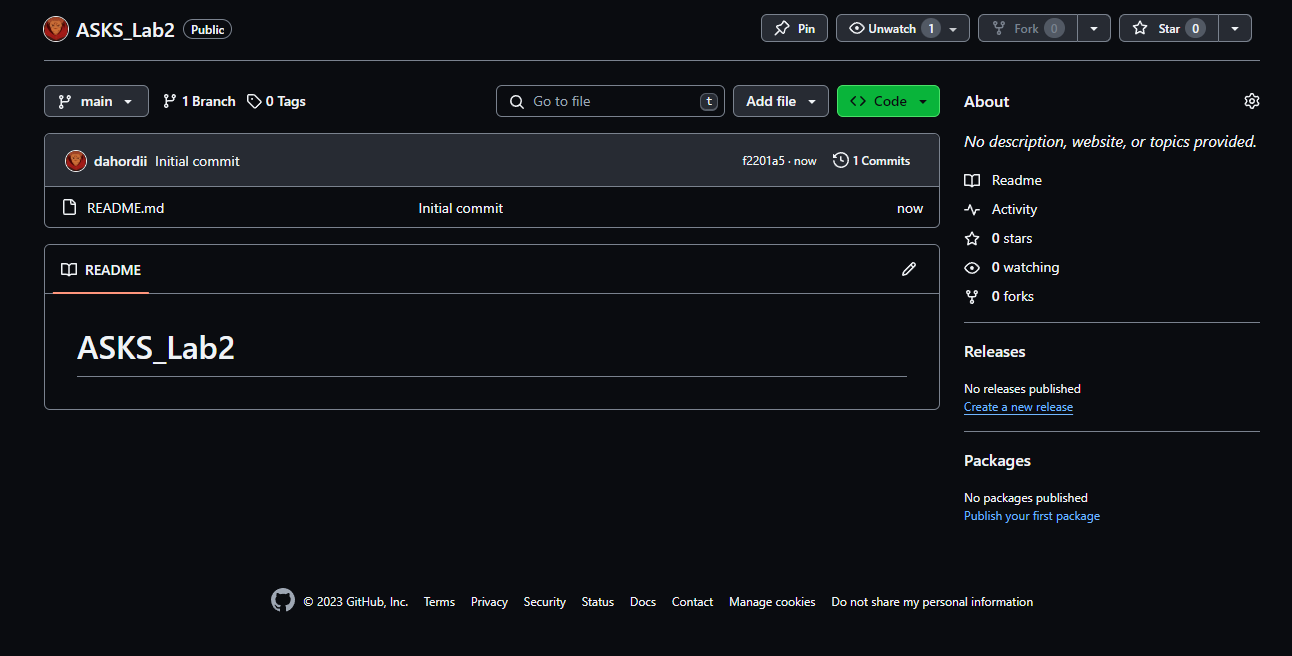 ASKS_Lab2 Public Pin Unwatch 1 Fork 0 Star 0
main 1 Branch 0 Tags Go to file t Add file Code
dahordii Initial commit f2201a5 · now 1 Commits
README.md Initial commit now
README
ASKS_Lab2
About
No description, website, or topics provided.
Readme
Activity
0 stars
0 watching
0 forks
Releases
No releases published
Create a new release
Packages
No packages published
Publish your first package
© 2023 GitHub, Inc. Terms Privacy Security Status Docs Contact Manage cookies Do not share my personal information